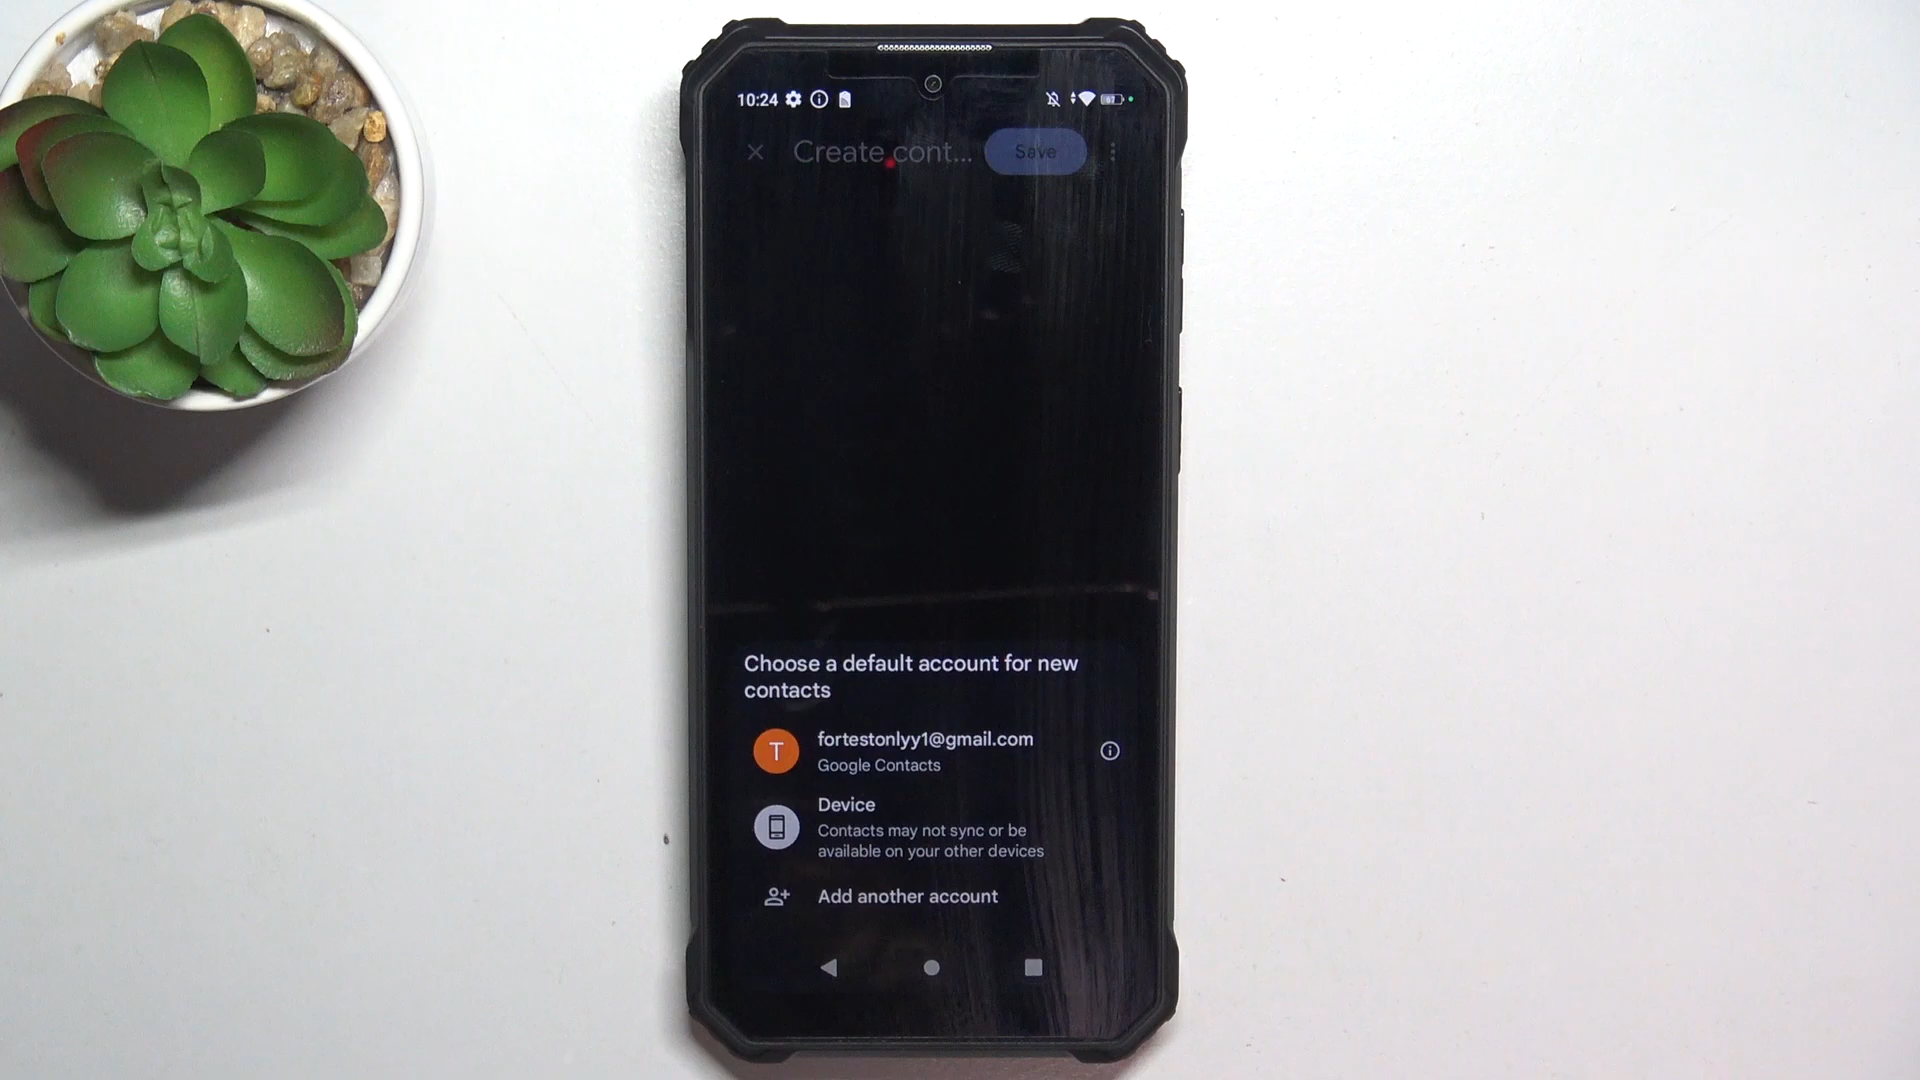 10:24
67
Create cont...
Save
Choose a default account for new
contacts
T
fortestonlyy1@gmail.com
Google Contacts
Device
Contacts may not sync or be
available on your other devices
Add another account